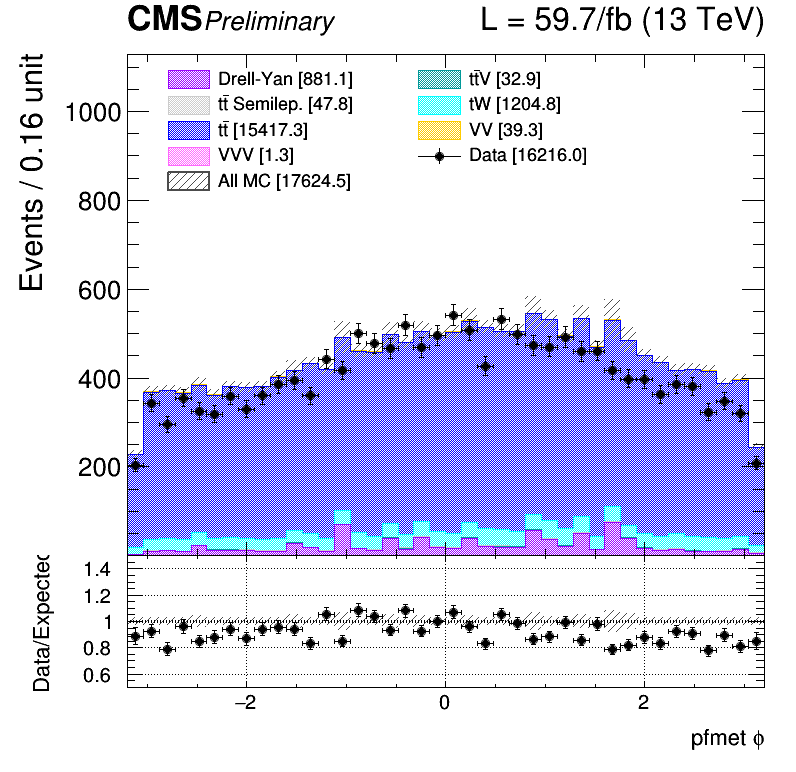 CMS Preliminary L = 59.7/fb (13 TeV)
Events / 0.16 unit
1000
800
600
400
200
Drell-Yan [881.1]
tt̄ Semilep. [47.8]
tt̄ [15417.3]
VVV [1.3]
All MC [17624.5]
tt̄V [32.9]
tW [1204.8]
VV [39.3]
Data [16216.0]
Data/Expected
1.4
1.2
1
0.8
0.6
−2 0 2
pfmet ϕ